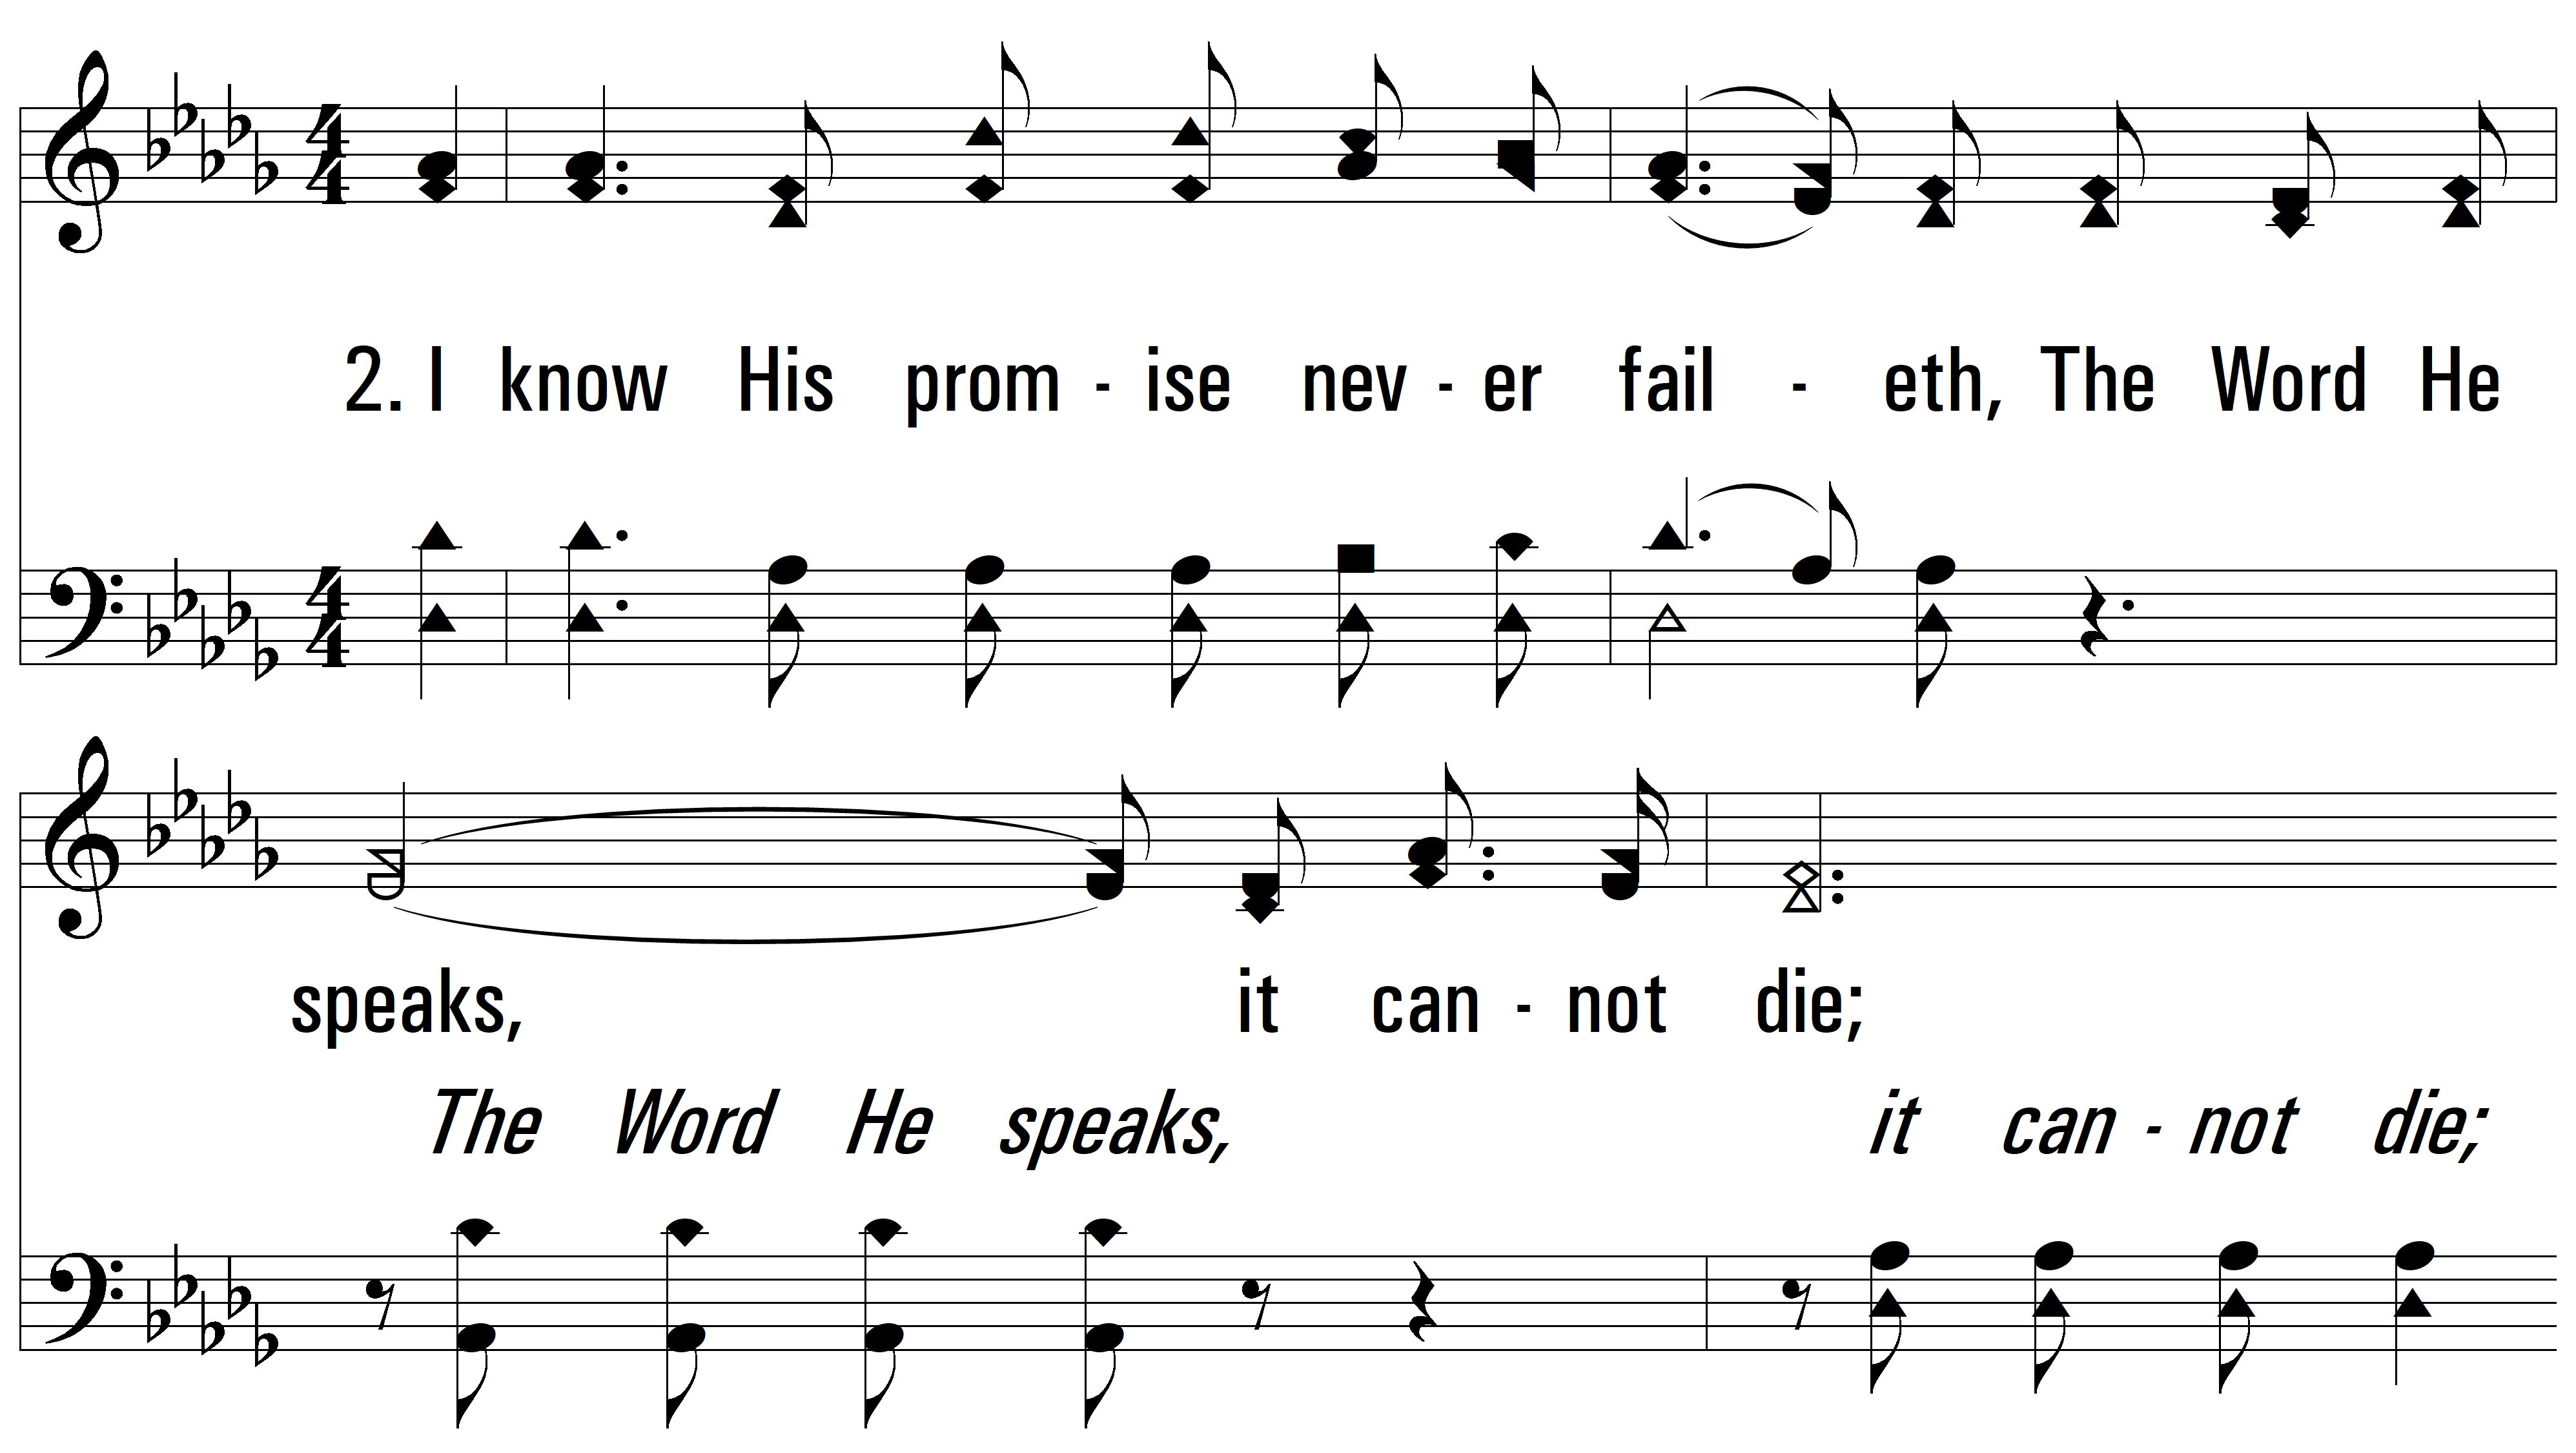 2. I know His prom - ise nev - er fail - eth, The Word He
speaks, it can - not die;
The Word He speaks, it can - not die;